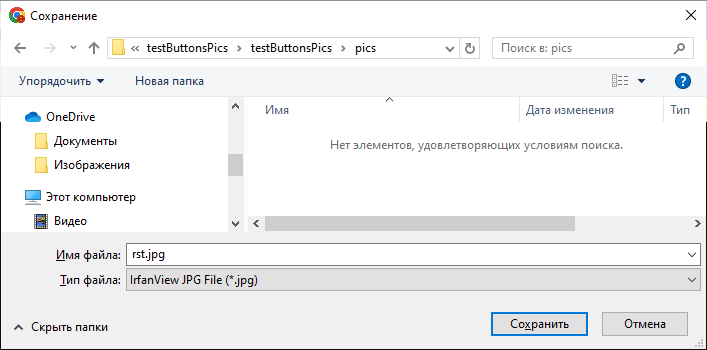 Сохранение
« testButtonsPics › testButtonsPics › pics
Поиск в: pics
Упорядочить
Новая папка
?
OneDrive
Документы
Изображения
Этот компьютер
Видео
Имя
Дата изменения
Тип
Нет элементов, удовлетворяющих условиям поиска.
Имя файла: rst.jpg
Тип файла: IrfanView JPG File (*.jpg)
Скрыть папки
Сохранить
Отмена